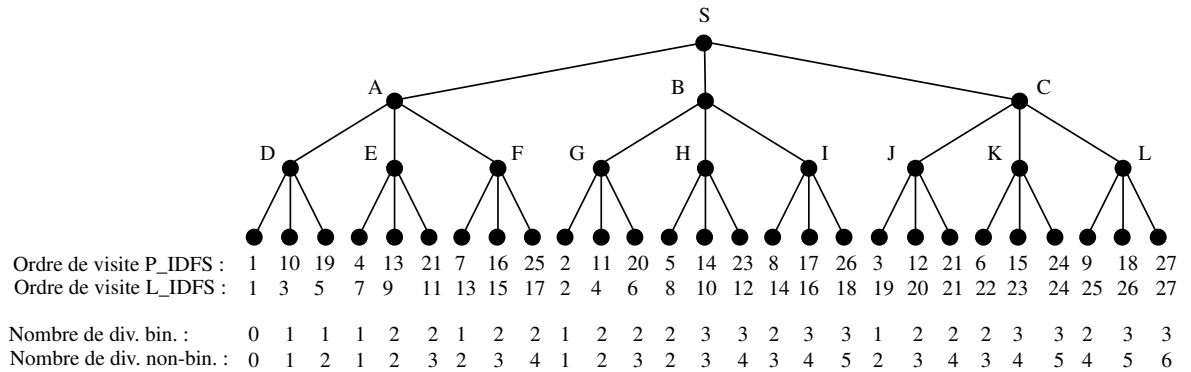 S
A B C
D E F G H I J K L
Ordre de visite P_IDFS : 1 10 19 4 13 21 7 16 25 2 11 20 5 14 23 8 17 26 3 12 21 6 15 24 9 18 27
Ordre de visite L_IDFS : 1 3 5 7 9 11 13 15 17 2 4 6 8 10 12 14 16 18 19 20 21 22 23 24 25 26 27
Nombre de div. bin. : 0 1 1 1 2 2 1 2 2 1 2 2 2 3 3 2 3 3 1 2 2 2 3 3 2 3 3
Nombre de div. non-bin. : 0 1 2 1 2 3 2 3 4 1 2 3 2 3 4 3 4 5 2 3 4 3 4 5 4 5 6